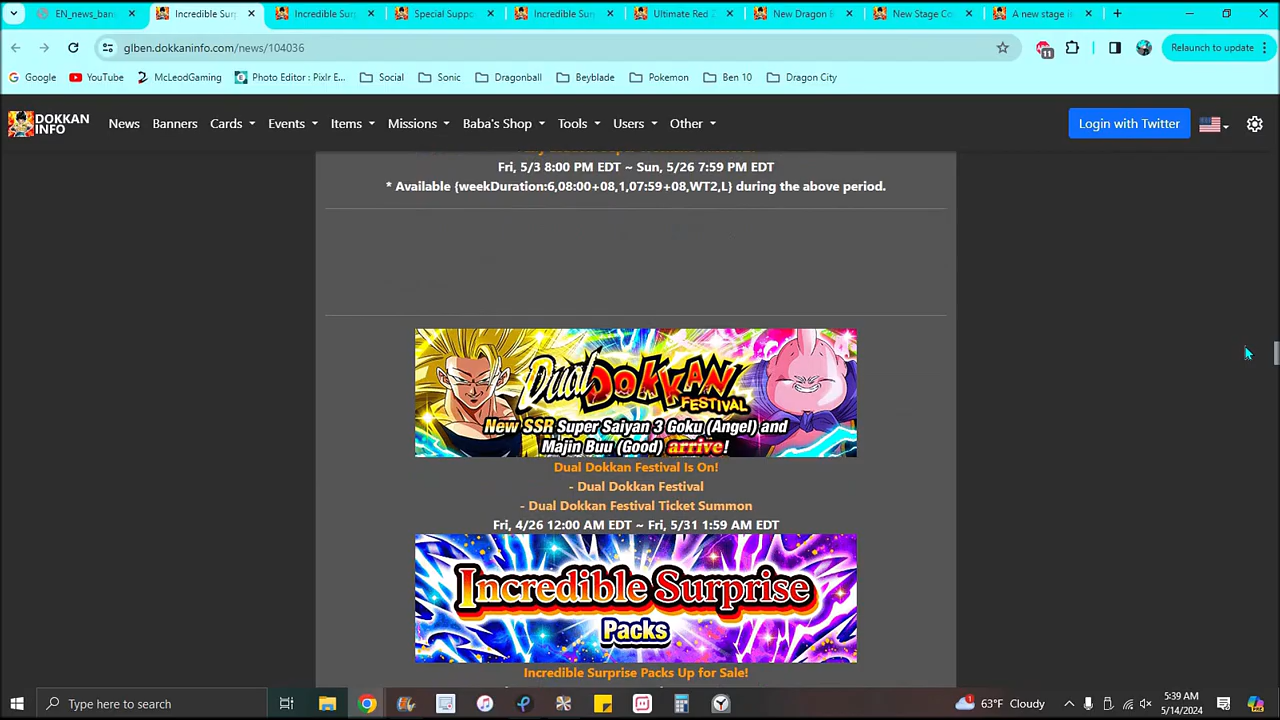 EN_news_ban
Incredible Sur
Incredible Sur
Special Suppo
Incredible Sur
Ultimate Red Z
New Dragon B
New Stage Co
A new stage is
glben.dokkaninfo.com/news/104036
11
Relaunch to update
Google
YouTube
McLeodGaming
Photo Editor : Pixlr E...
Social
Sonic
Dragonball
Beyblade
Pokemon
Ben 10
Dragon City
DOKKAN
INFO
News
Banners
Cards
Events
Items
Missions
Baba's Shop
Tools
Users
Other
Login with Twitter
Fri, 5/3 8:00 PM EDT ~ Sun, 5/26 7:59 PM EDT
* Available {weekDuration:6,08:00+08,1,07:59+08,WT2,L} during the above period.
Dual DOKKAN
FESTIVAL
New SSR Super Saiyan 3 Goku (Angel) and
Majin Buu (Good) arrive!
Dual Dokkan Festival Is On!
- Dual Dokkan Festival
- Dual Dokkan Festival Ticket Summon
Fri, 4/26 12:00 AM EDT ~ Fri, 5/31 1:59 AM EDT
Incredible Surprise
Packs
Incredible Surprise Packs Up for Sale!
Type here to search
63°F Cloudy
5:39 AM
5/14/2024